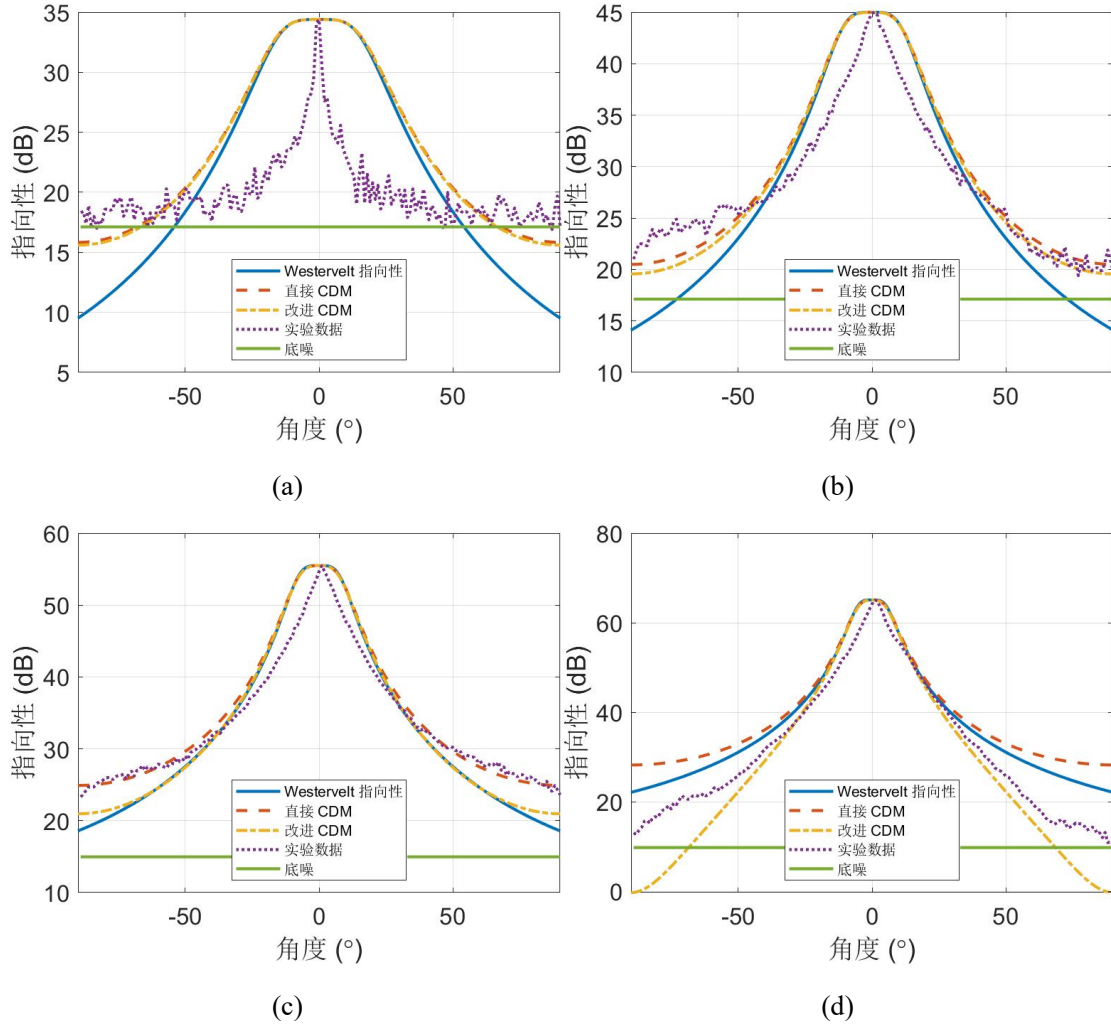 35
30
25
20
15
10
5
指向性 (dB)
-50
0
50
角度 (°)
Westervelt 指向性
直接 CDM
改进 CDM
实验数据
底噪
(a)
45
40
35
30
25
20
15
10
指向性 (dB)
-50
0
50
角度 (°)
Westervelt 指向性
直接 CDM
改进 CDM
实验数据
底噪
(b)
60
50
40
30
20
10
指向性 (dB)
-50
0
50
角度 (°)
Westervelt 指向性
直接 CDM
改进 CDM
实验数据
底噪
(c)
80
60
40
20
0
指向性 (dB)
-50
0
50
角度 (°)
Westervelt 指向性
直接 CDM
改进 CDM
实验数据
底噪
(d)